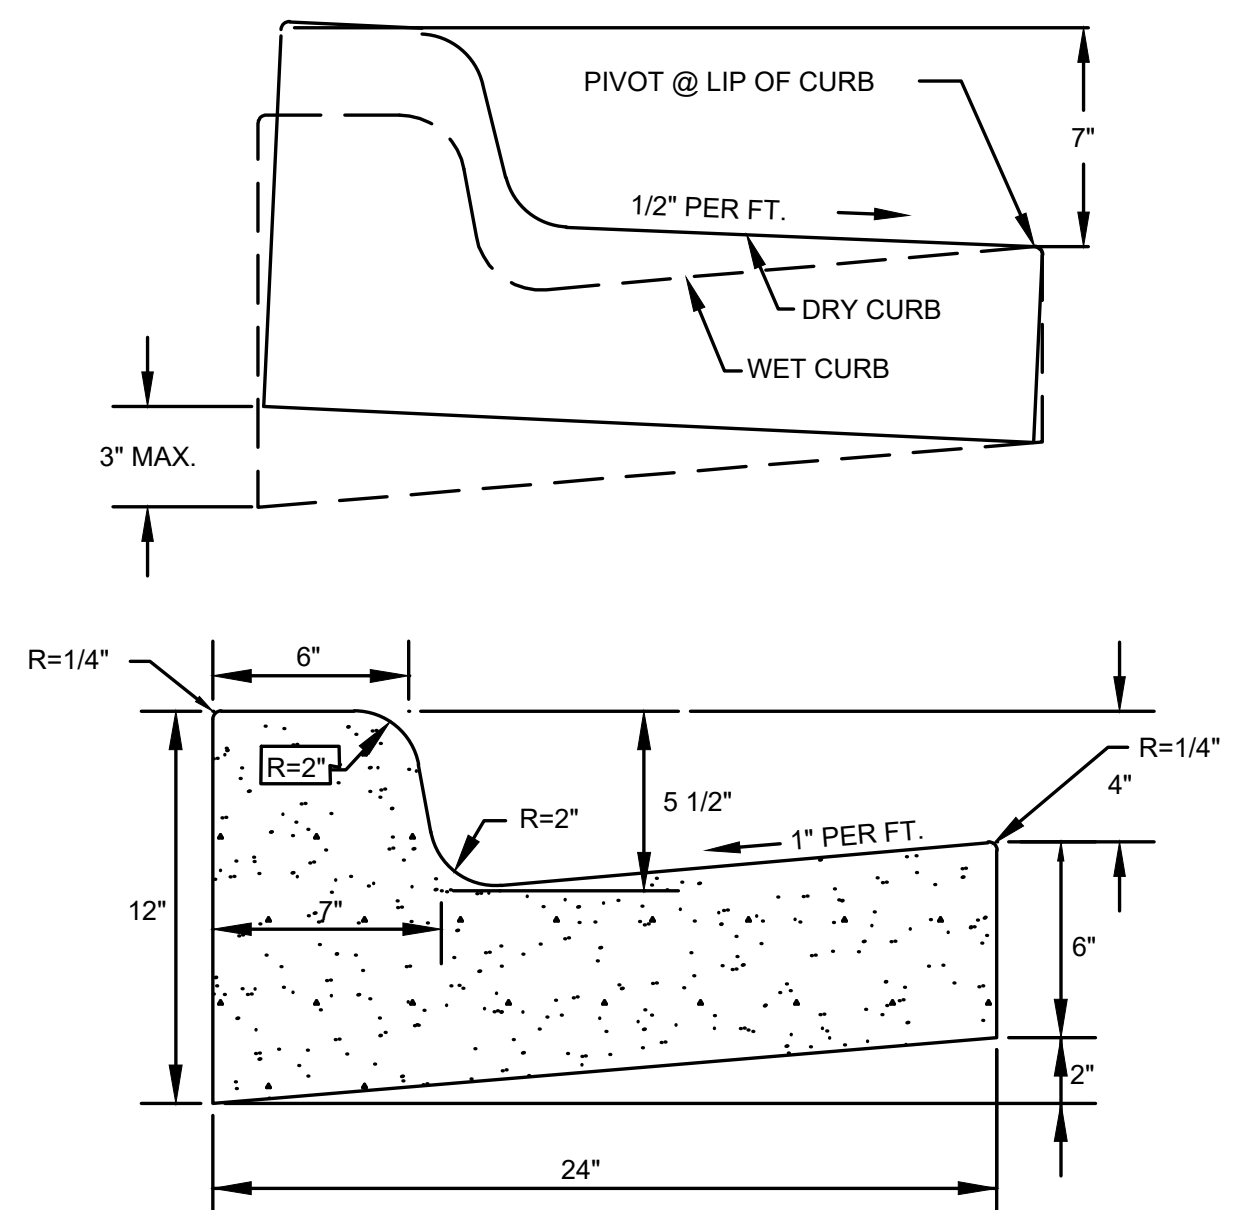 PIVOT @ LIP OF CURB
7"
1/2" PER FT.
DRY CURB
WET CURB
3" MAX.
R=1/4"
6"
R=1/4"
R=2"
4"
5 1/2"
R=2"
1" PER FT.
12"
7"
6"
2"
24"